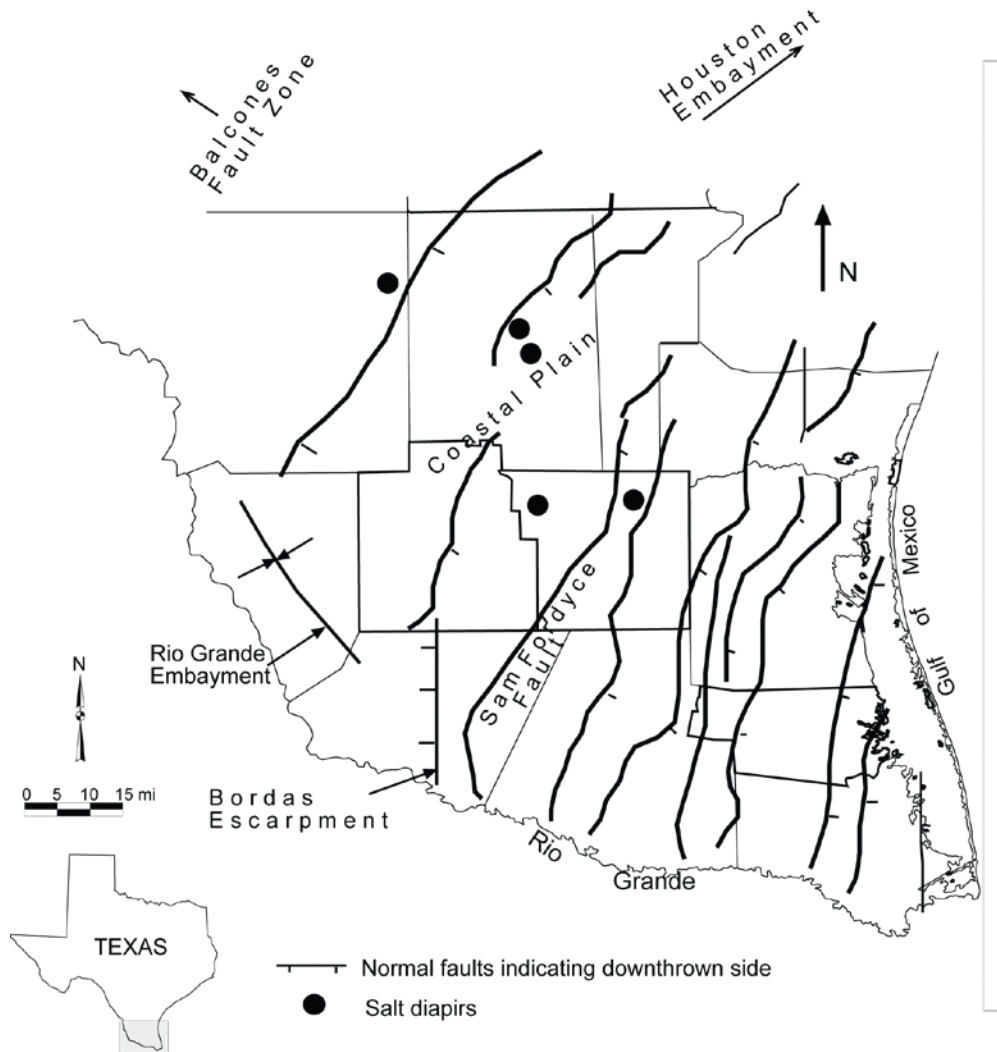 Balcones
Fault Zone
Houston
Embayment
N
Coastal Plain
Gulf of Mexico
Rio Grande
Embayment
Sam Fordyce
Fault
N
0 5 10 15 mi
Bordas
Escarpment
Rio
Grande
TEXAS
Normal faults indicating downthrown side
Salt diapirs